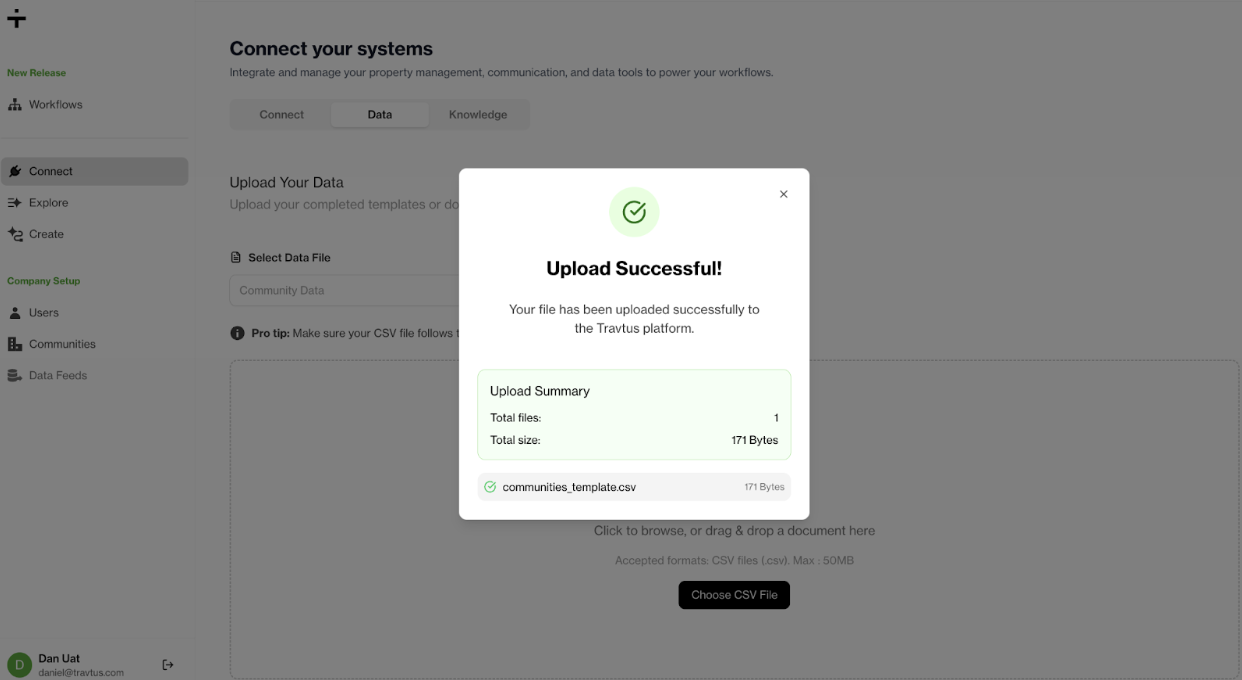 Connect your systems
Integrate and manage your property management, communication, and data tools to power your workflows.
New Release
Workflows
Connect
Explore
Create
Company Setup
Users
Communities
Data Feeds
Dan Uat
daniel@travtus.com
D
Connect
Data
Knowledge
Upload Your Data
Upload your completed templates or do
Select Data File
Community Data
Pro tip: Make sure your CSV file follows t
Upload Successful!
Your file has been uploaded successfully to
the Travtus platform.
Upload Summary
Total files: 1
Total size: 171 Bytes
communities_template.csv 171 Bytes
Click to browse, or drag & drop a document here
Accepted formats: CSV files (.csv). Max : 50MB
Choose CSV File